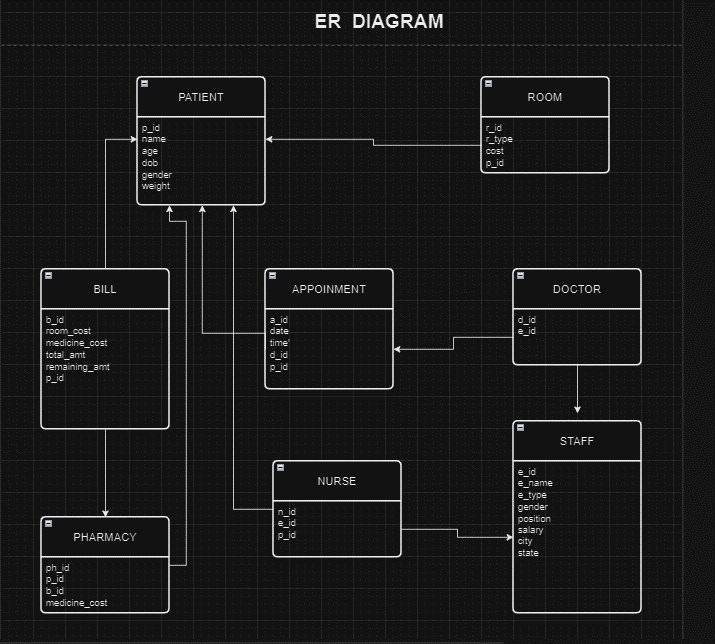 ER DIAGRAM
PATIENT
p_id
name
age
dob
gender
weight
ROOM
r_id
r_type
cost
p_id
BILL
b_id
room_cost
medicine_cost
total_amt
remaining_amt
p_id
APPOINMENT
a_id
date
time'
d_id
p_id
DOCTOR
d_id
e_id
NURSE
n_id
e_id
p_id
STAFF
e_id
e_name
e_type
gender
position
salary
city
state
PHARMACY
ph_id
p_id
b_id
medicine_cost